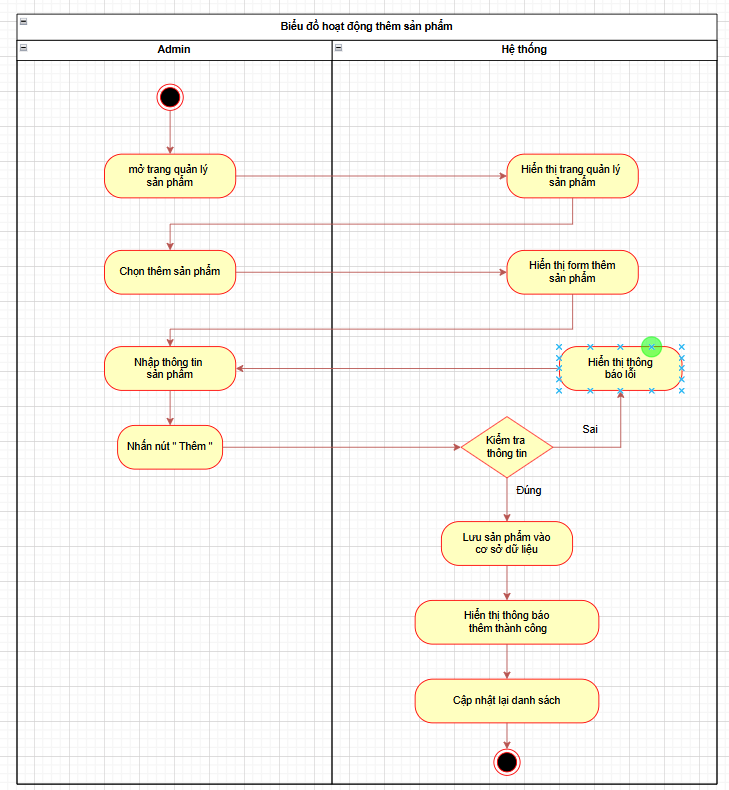 Biểu đồ hoạt động thêm sản phẩm
Admin
Hệ thống
mở trang quản lý
sản phẩm
Hiển thị trang quản lý
sản phẩm
Chọn thêm sản phẩm
Hiển thị form thêm
sản phẩm
Nhập thông tin
sản phẩm
Hiển thị thông
báo lỗi
Nhấn nút " Thêm "
Kiểm tra
thông tin
Sai
Đúng
Lưu sản phẩm vào
cơ sở dữ liệu
Hiển thị thông báo
thêm thành công
Cập nhật lại danh sách